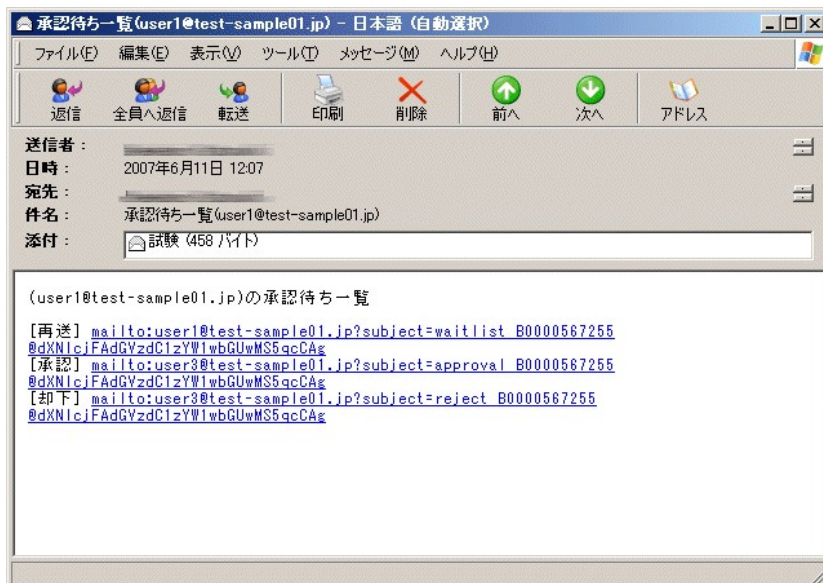 承認待ち一覧(user1@test-sample01.jp) - 日本語 (自動選択)
ファイル(F) 編集(E) 表示(V) ツール(T) メッセージ(M) ヘルプ(H)
返信 全員へ返信 転送 印刷 削除 前へ 次へ アドレス
送信者：
日時： 2007年6月11日 12:07
宛先：
件名： 承認待ち一覧(user1@test-sample01.jp)
添付： 試験 (458 バイト)
(user1@test-sample01.jp)の承認待ち一覧
[再送] mailto:user1@test-sample01.jp?subject=waitlist B0000567255
@dXNlcjFAdGVzdC1zYW1wbGUwMS5qcCAg
[承認] mailto:user3@test-sample01.jp?subject=approval B0000567255
@dXNlcjFAdGVzdC1zYW1wbGUwMS5qcCAg
[却下] mailto:user3@test-sample01.jp?subject=reject B0000567255
@dXNlcjFAdGVzdC1zYW1wbGUwMS5qcCAg